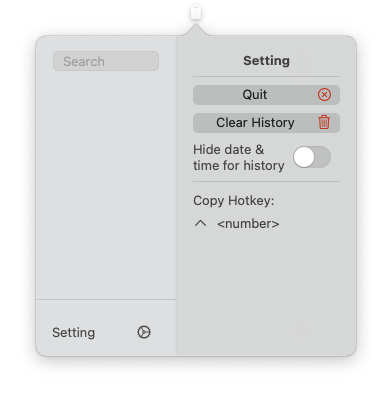 Search
Setting
Quit
Clear History
Hide date &
time for history
Copy Hotkey:
<number>
Setting